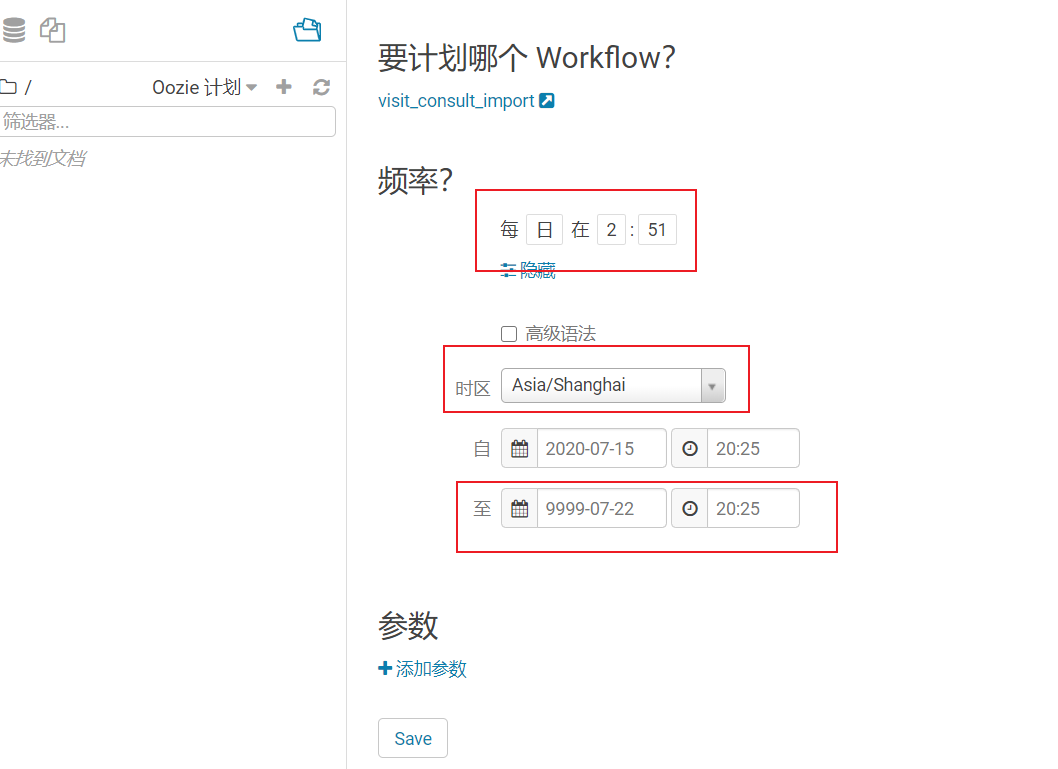 / Oozie 计划
筛选器...
未找到文档
要计划哪个 Workflow?
visit_consult_import
频率?
每 日 在 2 : 51
隐藏
高级语法
时区 Asia/Shanghai
自 2020-07-15 20:25
至 9999-07-22 20:25
参数
添加参数
Save